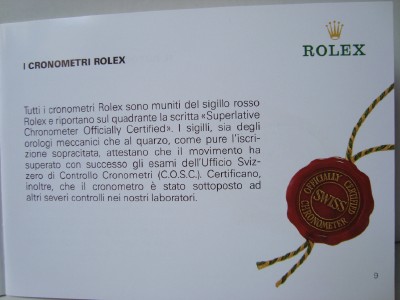 ROLEX
I CRONOMETRI ROLEX
Tutti i cronometri Rolex sono muniti del sigillo rosso
Rolex e riportano sul quadrante la scritta «Superlative
Chronometer Officially Certified». I sigilli, sia degli
orologi meccanici che al quarzo, come pure l'iscri-
zione sopracitata, attestano che il movimento ha
superato con successo gli esami dell'Ufficio Sviz-
zero di Controllo Cronometri (C.O.S.C.). Certificano,
inoltre, che il cronometro è stato sottoposto ad
altri severi controlli nei nostri laboratori.
OFFICIALLY CERTIFIED
SWISS
CHRONOMETER